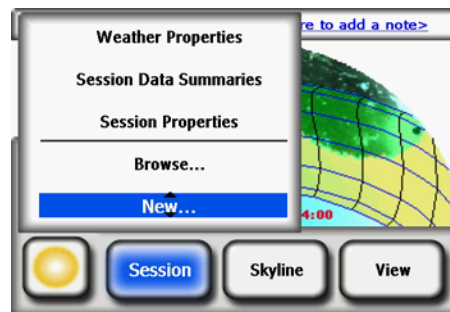 Weather Properties
re to add a note>
Session Data Summaries
Session Properties
Browse...
New...
4:00
Session
Skyline
View